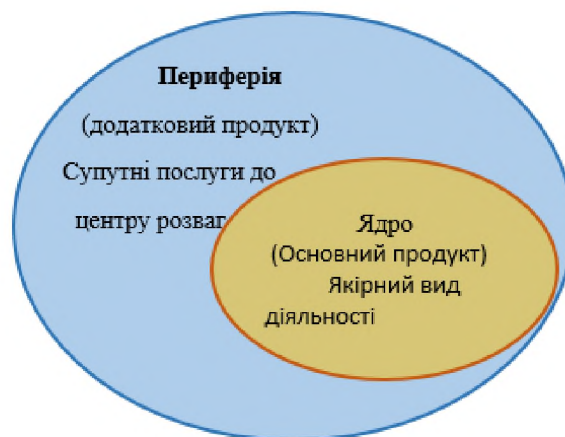 Периферія
(додатковий продукт)
Супутні послуги до
центру розваг
Ядро
(Основний продукт)
Якірний вид
діяльності